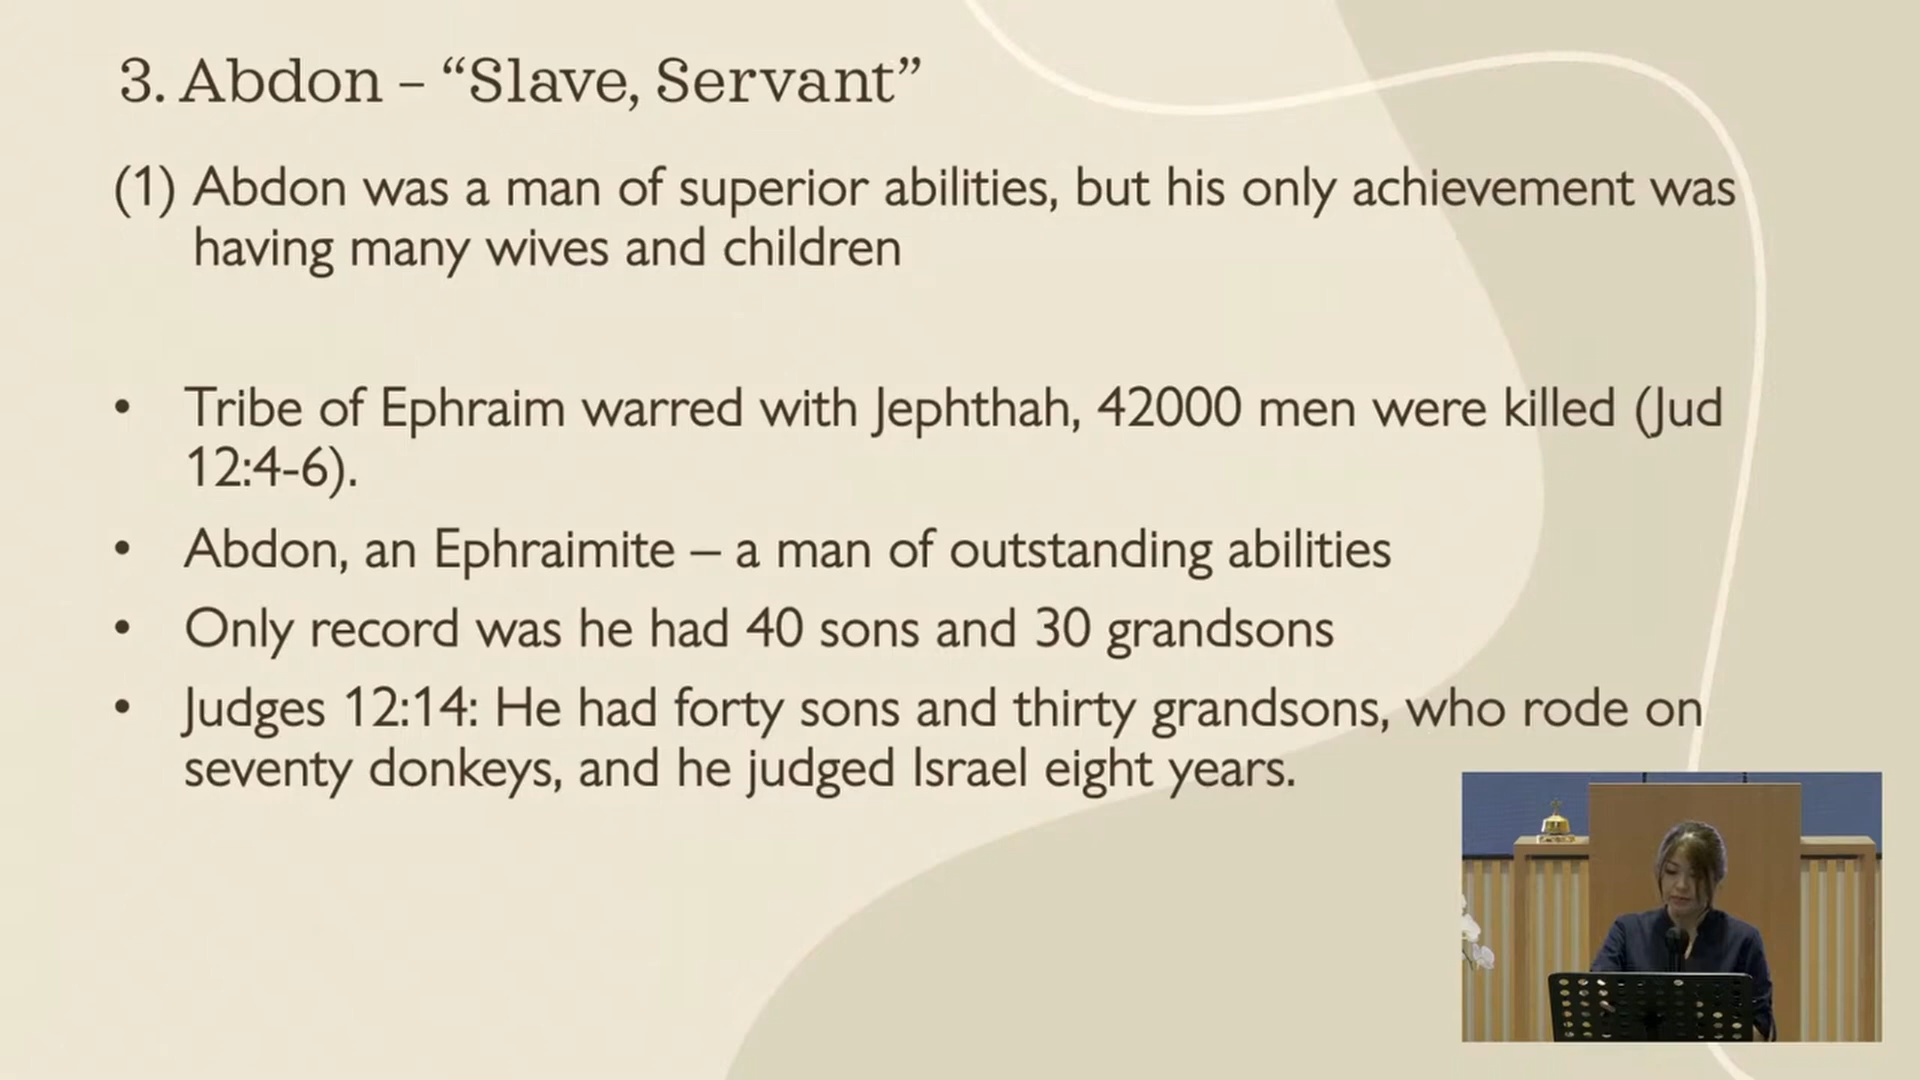 3. Abdon – “Slave, Servant”
(1) Abdon was a man of superior abilities, but his only achievement was
having many wives and children
• Tribe of Ephraim warred with Jephthah, 42000 men were killed (Jud
12:4-6).
• Abdon, an Ephraimite – a man of outstanding abilities
• Only record was he had 40 sons and 30 grandsons
• Judges 12:14: He had forty sons and thirty grandsons, who rode on
seventy donkeys, and he judged Israel eight years.